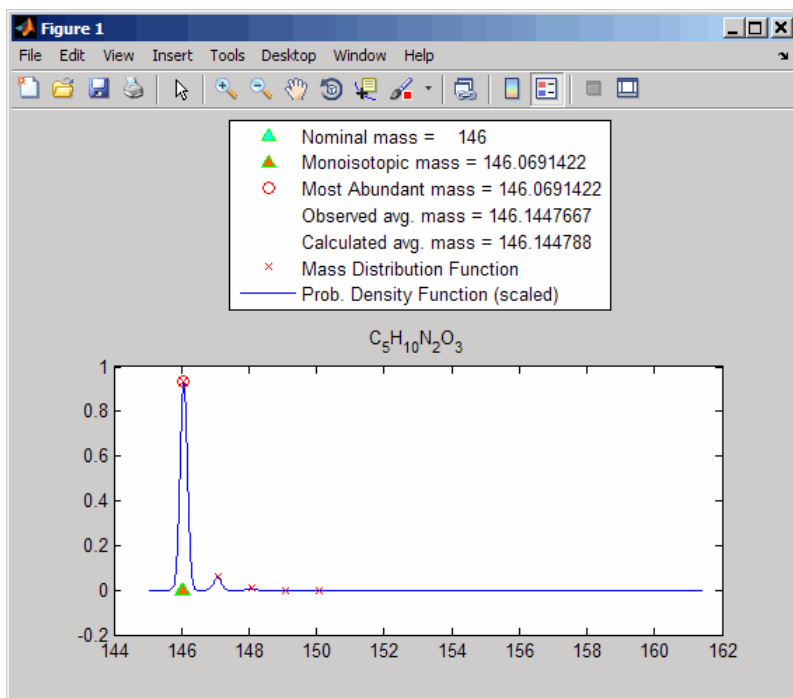 Figure 1
File Edit View Insert Tools Desktop Window Help
Nominal mass = 146
Monoisotopic mass = 146.0691422
Most Abundant mass = 146.0691422
Observed avg. mass = 146.1447667
Calculated avg. mass = 146.144788
Mass Distribution Function
Prob. Density Function (scaled)
C₅H₁₀N₂O₃
1
0.8
0.6
0.4
0.2
0
-0.2
144 146 148 150 152 154 156 158 160 162